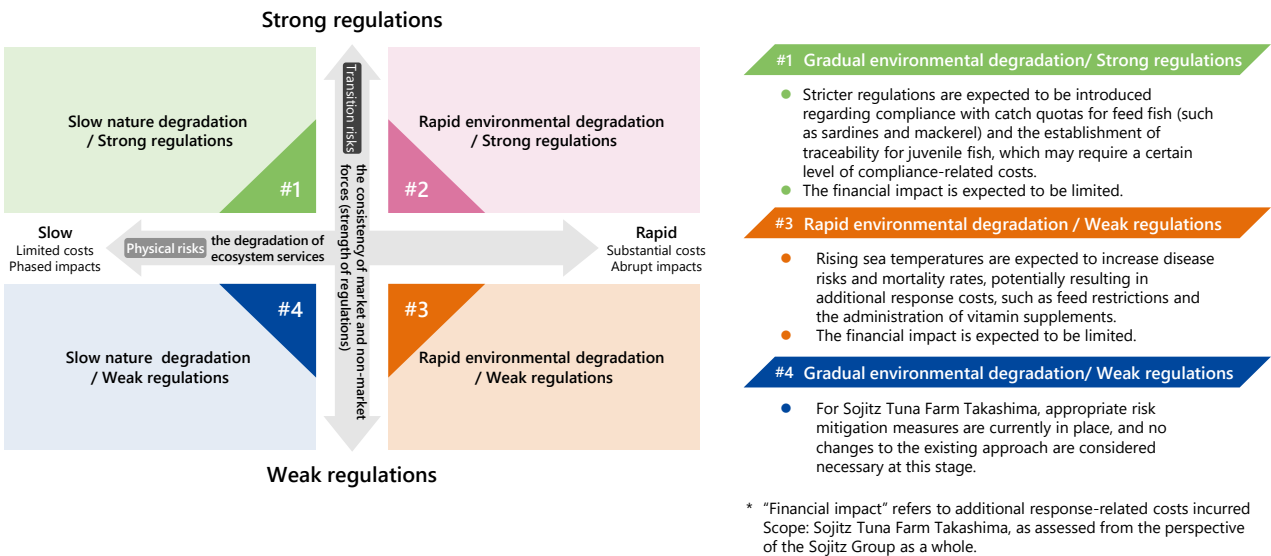 Strong regulations
Slow nature degradation
/ Strong regulations
#1
Transition risks
the consistency of market and non-market
forces (strength of regulations)
Rapid environmental degradation
/ Strong regulations
#2
Slow
Limited costs
Phased impacts
Physical risks
the degradation of
ecosystem services
Rapid
Substantial costs
Abrupt impacts
#4
Slow nature degradation
/ Weak regulations
#3
Rapid environmental degradation
/ Weak regulations
Weak regulations
#1 Gradual environmental degradation/ Strong regulations
● Stricter regulations are expected to be introduced
regarding compliance with catch quotas for feed fish (such
as sardines and mackerel) and the establishment of
traceability for juvenile fish, which may require a certain
level of compliance-related costs.
● The financial impact is expected to be limited.
#3 Rapid environmental degradation / Weak regulations
● Rising sea temperatures are expected to increase disease
risks and mortality rates, potentially resulting in
additional response costs, such as feed restrictions and
the administration of vitamin supplements.
● The financial impact is expected to be limited.
#4 Gradual environmental degradation/ Weak regulations
● For Sojitz Tuna Farm Takashima, appropriate risk
mitigation measures are currently in place, and no
changes to the existing approach are considered
necessary at this stage.
* “Financial impact” refers to additional response-related costs incurred
Scope: Sojitz Tuna Farm Takashima, as assessed from the perspective
of the Sojitz Group as a whole.